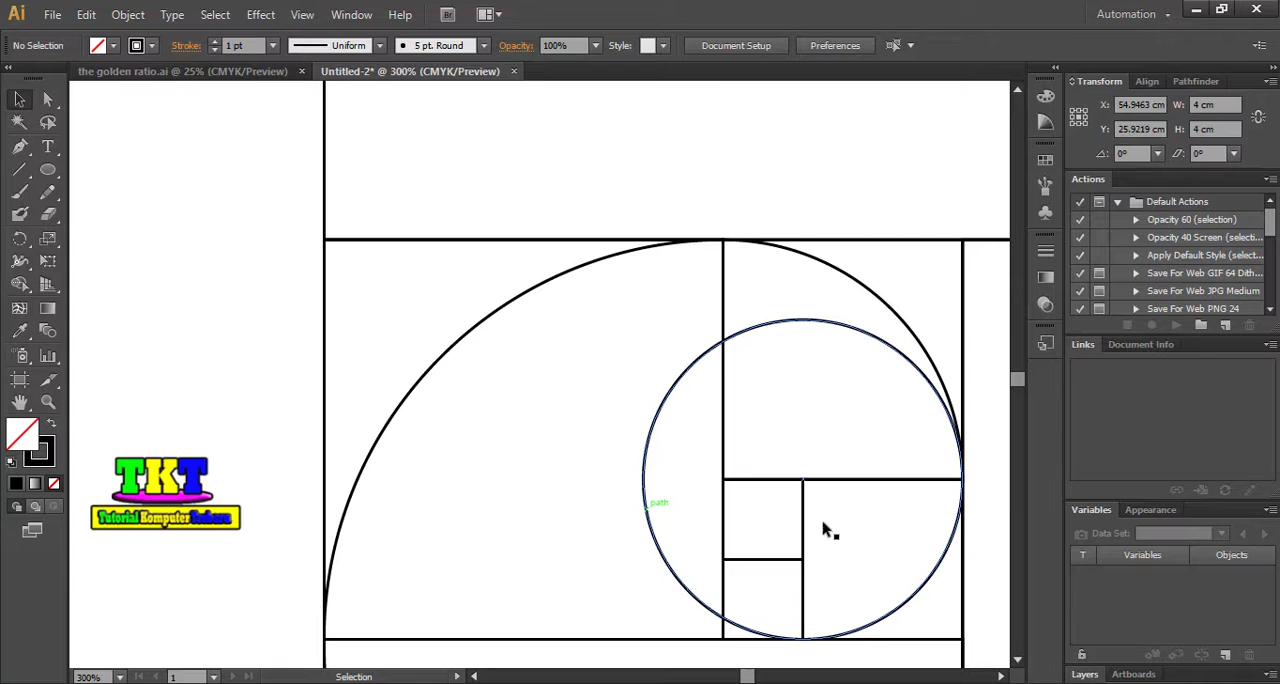 Ai File Edit Object Type Select Effect View Window Help Br Automation
No Selection Stroke: 1 pt Uniform 5 pt. Round Opacity: 100% Style: Document Setup Preferences
the golden ratio.ai @ 25% (CMYK/Preview) × Untitled-2* @ 300% (CMYK/Preview) ×
Transform Align Pathfinder
X: 54.9463 cm W: 4 cm
Y: 25.9219 cm H: 4 cm
0° 0°
Actions
Default Actions
Opacity 60 (selection)
Opacity 40 Screen (selecti...
Apply Default Style (select...
Save For Web GIF 64 Dith...
Save For Web JPG Medium
Save For Web PNG 24
Links Document Info
path
TKT
Tutorial Komputer Terbaru
Variables Appearance
Data Set:
T Variables Objects
Layers Artboards
300% 1 Selection